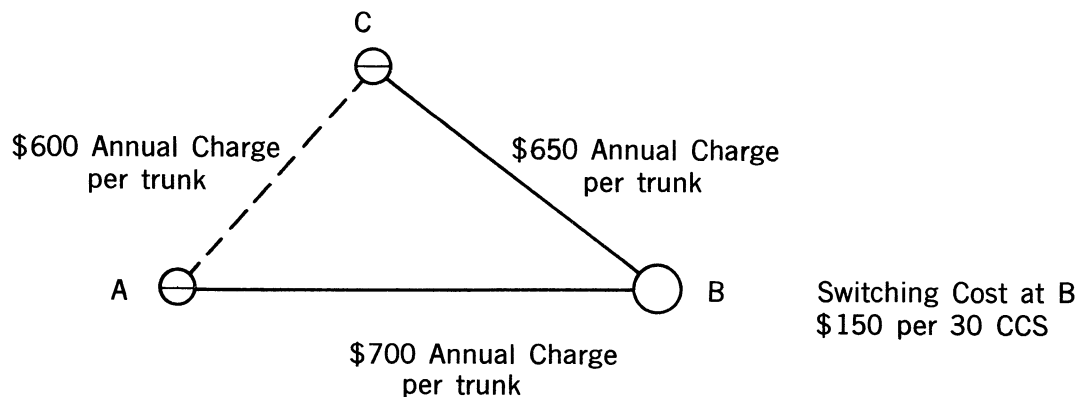 C
$600 Annual Charge
per trunk
$650 Annual Charge
per trunk
A
B
Switching Cost at B
$150 per 30 CCS
$700 Annual Charge
per trunk